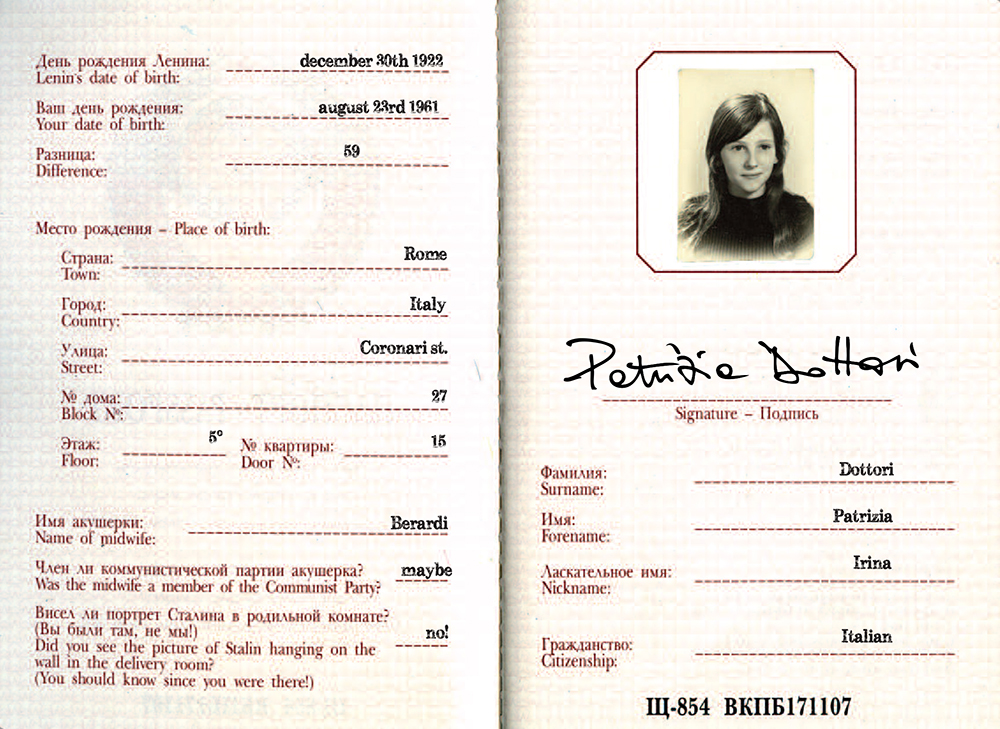 День рождения Ленина:
Lenin's date of birth: december 30th 1922
Ваш день рождения:
Your date of birth: august 23rd 1961
Разница:
Difference: 59
Место рождения – Place of birth:
Страна:
Town: Rome
Город:
Country: Italy
Улица:
Street: Coronari st.
№ дома:
Block №: 27
Этаж: 5° № квартиры: 15
Floor: Door №:
Имя акушерки:
Name of midwife: Berardi
Член ли коммунистической партии акушерка? maybe
Was the midwife a member of the Communist Party?
Висел ли портрет Сталина в родильной комнате?
(Вы были там, не мы!) no!
Did you see the picture of Stalin hanging on the
wall in the delivery room?
(You should know since you were there!)
Patrizia Dottori
Signature – Подпись
Фамилия: Dottori
Surname:
Имя: Patrizia
Forename:
Ласкательное имя: Irina
Nickname:
Гражданство: Italian
Citizenship:
Щ-854 ВКПБ171107